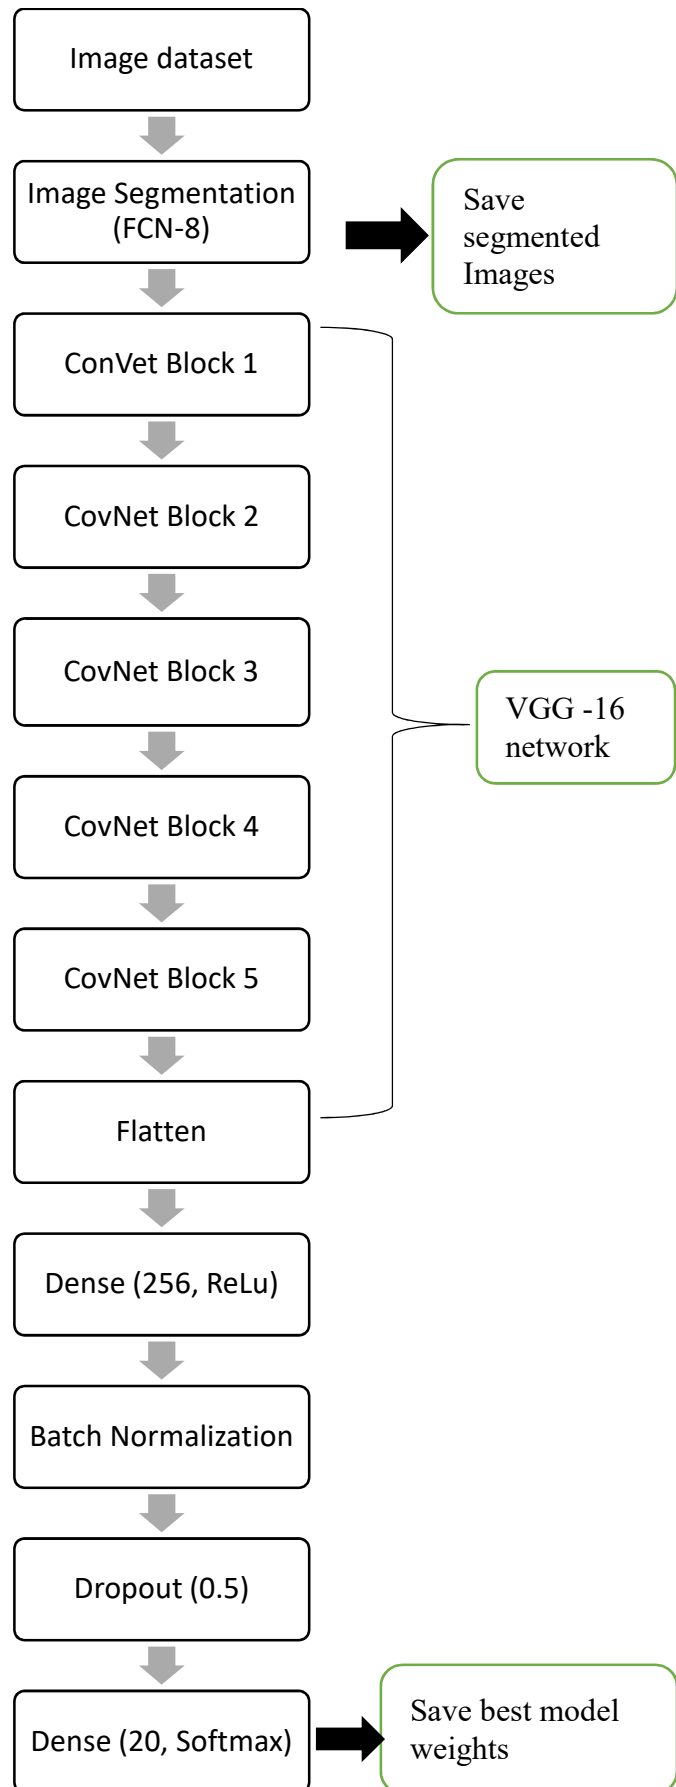 Image dataset
Image Segmentation
(FCN-8)
Save
segmented
Images
ConVet Block 1
CovNet Block 2
CovNet Block 3
VGG -16
network
CovNet Block 4
CovNet Block 5
Flatten
Dense (256, ReLu)
Batch Normalization
Dropout (0.5)
Dense (20, Softmax)
Save best model
weights